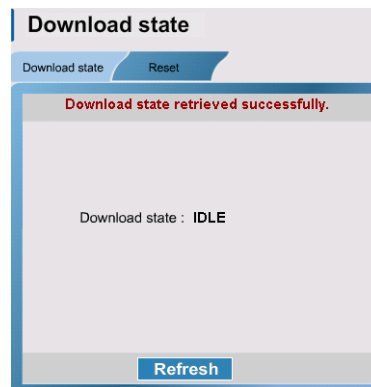 Download state
Download state Reset
Download state retrieved successfully.
Download state : IDLE
Refresh